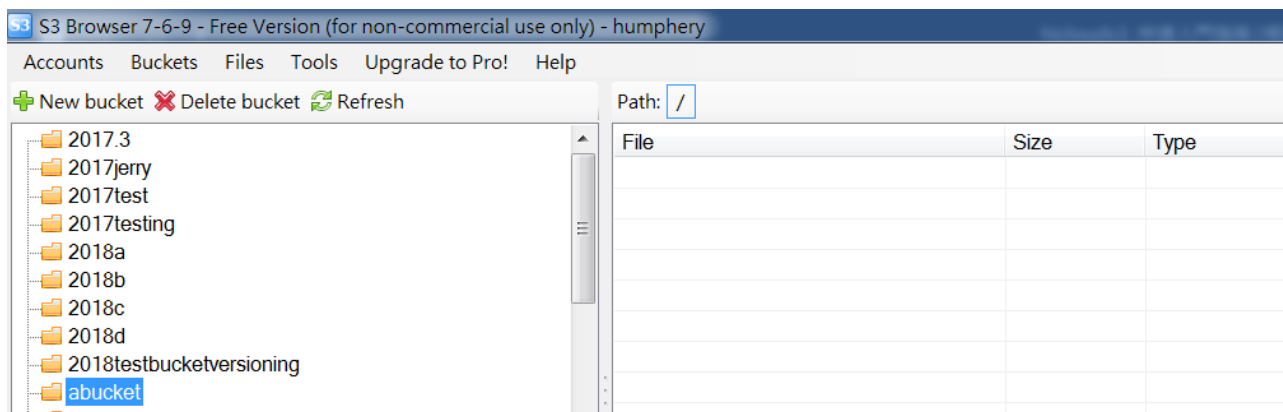 S3 S3 Browser 7-6-9 - Free Version (for non-commercial use only) - humphery
Accounts Buckets Files Tools Upgrade to Pro! Help
New bucket Delete bucket Refresh
Path: /
File Size Type
2017.3
2017jerry
2017test
2017testing
2018a
2018b
2018c
2018d
2018testbucketversioning
abucket